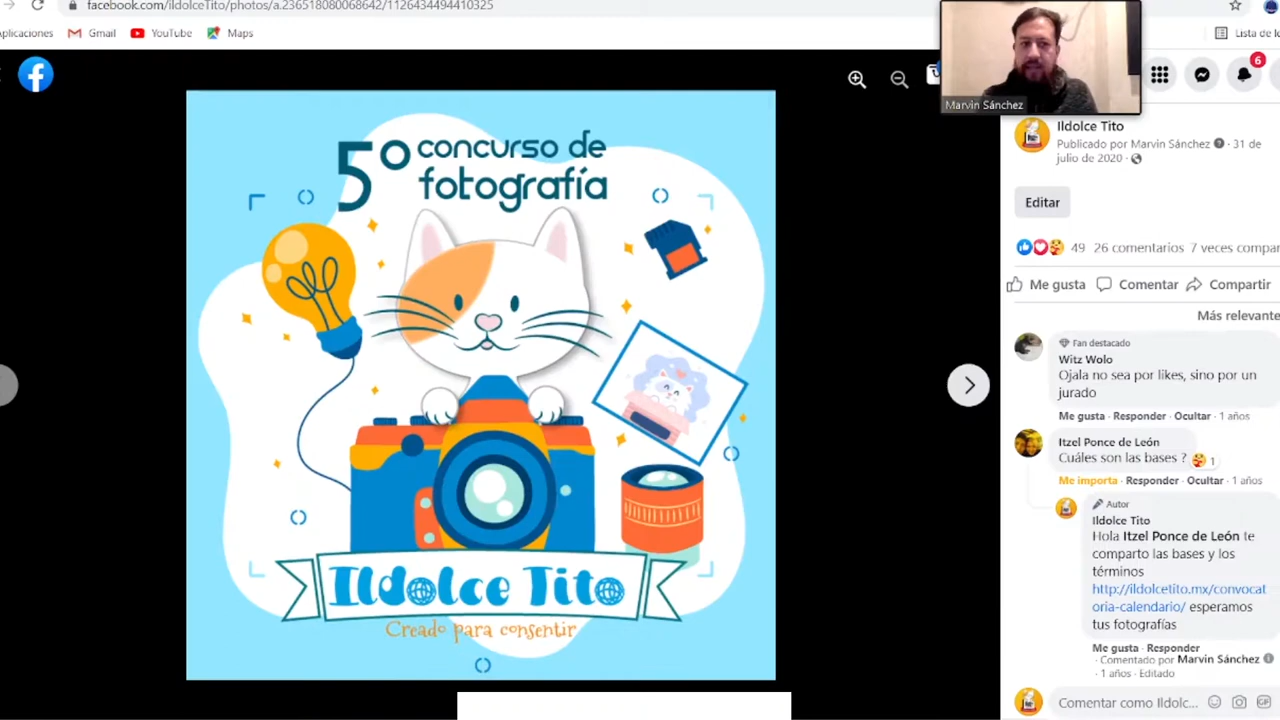 facebook.com/ildolceTito/photos/a.236518080068642/1126434494410325
plicaciones
Gmail
YouTube
Maps
Lista de
6
Marvin Sánchez
5º concurso de
fotografía
Ildolce Tito
Creado para consentir
Ildolce Tito
Publicado por Marvin Sánchez · 31 de
julio de 2020 ·
Editar
49 26 comentarios 7 veces compar
Me gusta Comentar Compartir
Más relevante
Fan destacado
Witz Wolo
Ojala no sea por likes, sino por un
jurado
Me gusta · Responder · Ocultar · 1 años
Itzel Ponce de León
Cuáles son las bases ?
1
Me importa · Responder · Ocultar · 1 años
Autor
Ildolce Tito
Hola Itzel Ponce de León te
comparto las bases y los
términos
http://ildolcetito.mx/convocat
oria-calendario/ esperamos
tus fotografías
Me gusta · Responder
· Comentado por Marvin Sánchez
· 1 años · Editado
Comentar como Ildolc...
GIF